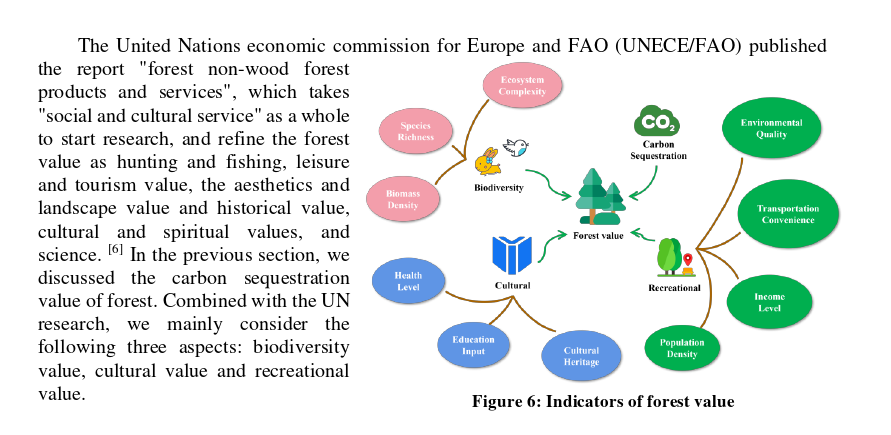 The United Nations economic commission for Europe and FAO (UNECE/FAO) published
the report "forest non-wood forest
products and services", which takes
"social and cultural service" as a whole
to start research, and refine the forest
value as hunting and fishing, leisure
and tourism value, the aesthetics and
landscape value and historical value,
cultural and spiritual values, and
science. [6] In the previous section, we
discussed the carbon sequestration
value of forest. Combined with the UN
research, we mainly consider the
following three aspects: biodiversity
value, cultural value and recreational
value.
Ecosystem
Complexity
Species
Richness
Biomass
Density
Biodiversity
CO2
Carbon
Sequestration
Forest value
Environmental
Quality
Transportation
Convenience
Income
Level
Population
Density
Recreational
Cultural
Health
Level
Education
Input
Cultural
Heritage
Figure 6: Indicators of forest value